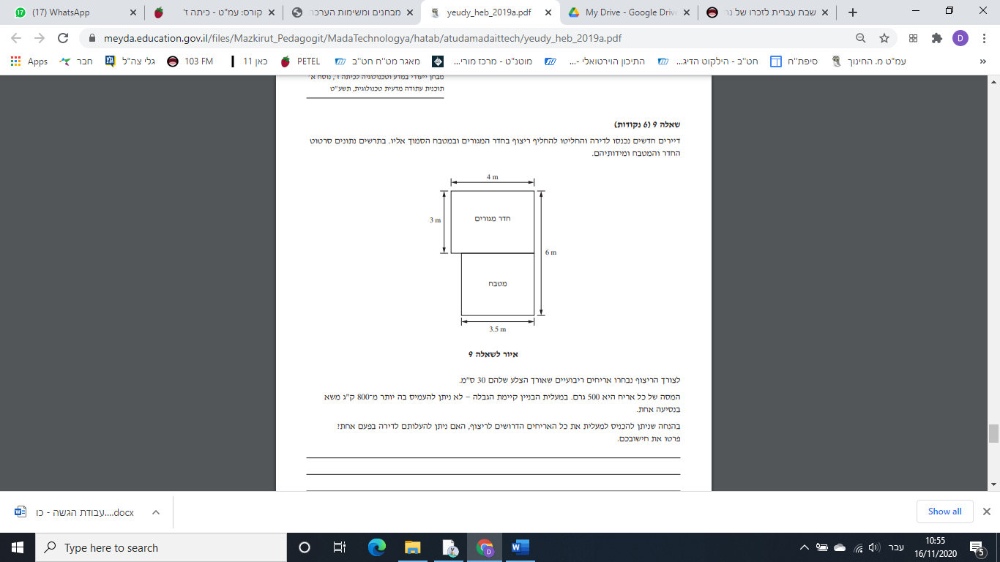 (17) WhatsApp
קורס: עמ"ט - כיתה ז'
מבחנים ומשימות הערכה
yeudy_heb_2019a.pdf
My Drive - Google Drive
שבת עברית לזכרו של
meyda.education.gov.il/files/Mazkirut_Pedagogit/MadaTechnologya/hatab/atudamadaittech/yeudy_heb_2019a.pdf
D
Apps
חבר
גלי צה"ל
103 FM
כאן 11
PETEL
מאגר מט"ח חט"ב
מוטנ"ט - מרכז מורי...
התיכון הוירטואלי -...
חט"ב - הילקוט הדיג...
סיפת"ח
עמ"ט מ. החינוך
»
מבחן ייעודי במדע וטכנולוגיה לכיתה ז', נוסח א'
תוכנית עתודה מדעית טכנולוגית, תשע"ט
שאלה 9 (6 נקודות)
דיירים חדשים נכנסו לדירה והחליטו להחליף ריצוף בחדר המגורים ובמטבח הסמוך אליו. בתרשים נתונים סרטוט
החדר והמטבח ומידותיהם.
4 m
3 m
חדר מגורים
6 m
מטבח
3.5 m
איור לשאלה 9
לצורך הריצוף נבחרו אריחים ריבועיים שאורך הצלע שלהם 30 ס"מ.
המסה של כל אריח היא 500 גרם. במעלית הבניין קיימת הגבלה – לא ניתן להעמיס בה יותר מ־800 ק"ג משא
בנסיעה אחת.
בהנחה שניתן להכניס למעלית את כל האריחים הדרושים לריצוף, האם ניתן להעלותם לדירה בפעם אחת?
פרטו את חישובכם.
עבודת הגשה - כו....docx
Show all
Type here to search
עבר
10:55
16/11/2020
5